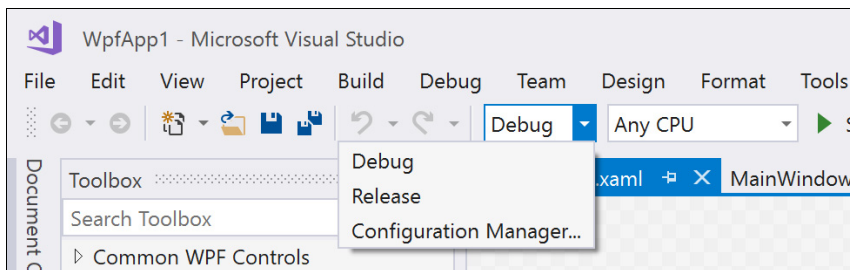 WpfApp1 - Microsoft Visual Studio
File Edit View Project Build Debug Team Design Format Tools
Debug Any CPU
Debug
Release
Configuration Manager...
Toolbox .xaml MainWindow
Search Toolbox
Common WPF Controls
Document